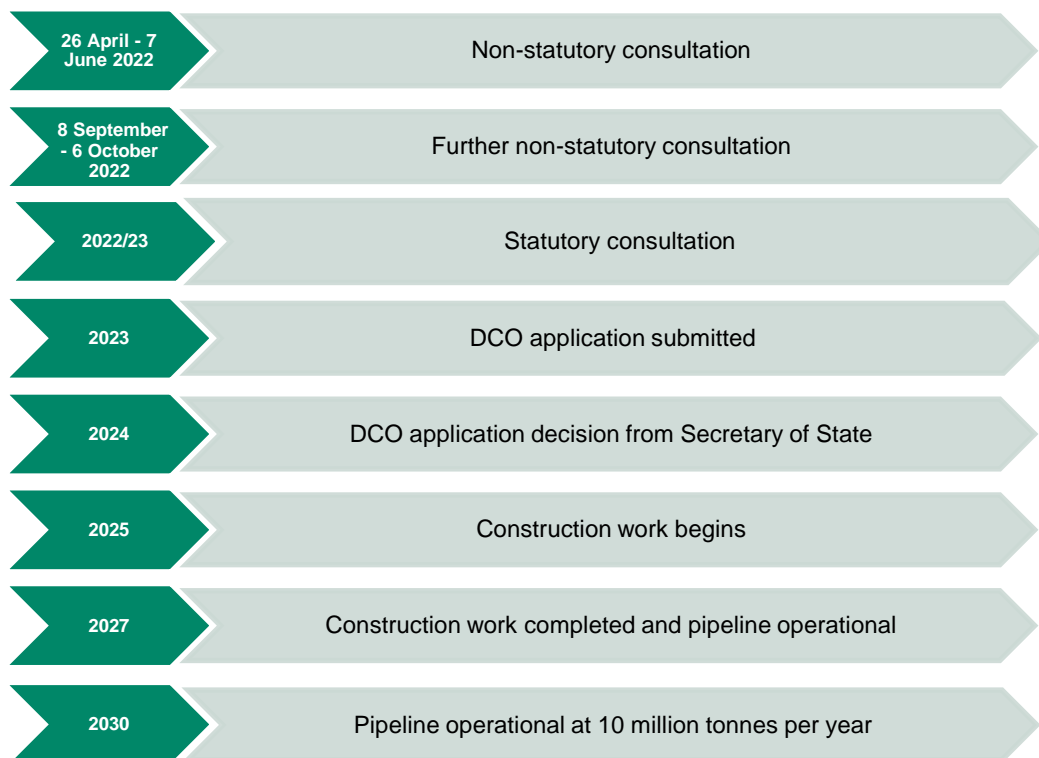 26 April - 7
June 2022
Non-statutory consultation
8 September
- 6 October
2022
Further non-statutory consultation
2022/23
Statutory consultation
2023
DCO application submitted
2024
DCO application decision from Secretary of State
2025
Construction work begins
2027
Construction work completed and pipeline operational
2030
Pipeline operational at 10 million tonnes per year